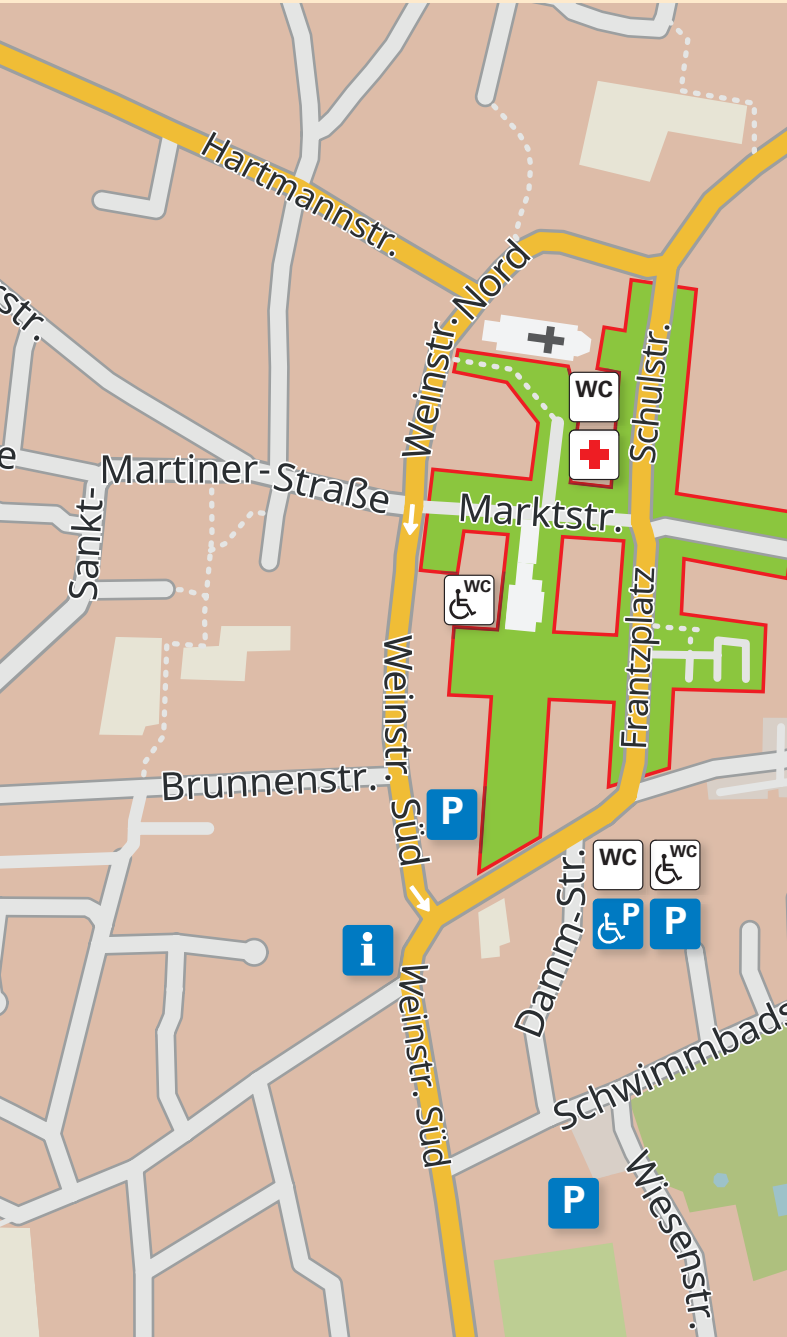 Hartmannstr.
Weinstr. Nord
str.
WC
Schulstr.
e
Martiner-Straße
Marktstr.
Sankt-
WC
Frantzplatz
Weinstr. Süd
Brunnenstr.
P
WC
WC
P
P
Damm-Str.
i
Weinstr. Süd
Schwimmbads
P
Wiesenstr.